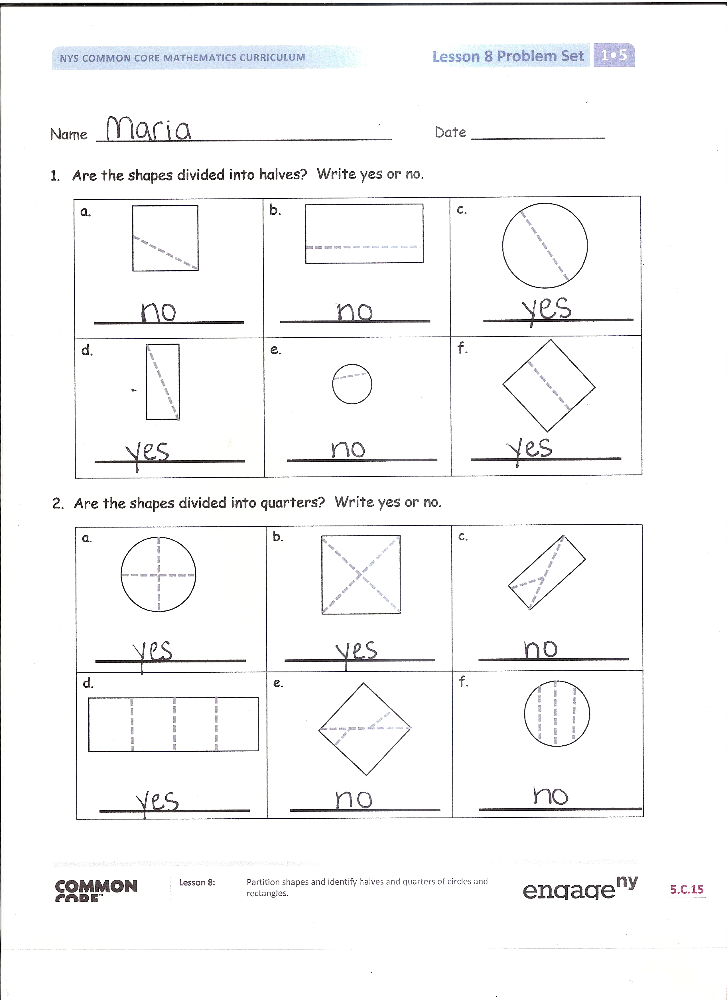 NYS COMMON CORE MATHEMATICS CURRICULUM
Lesson 8 Problem Set 1•5
Name Maria Date
1. Are the shapes divided into halves? Write yes or no.
a. b. c.
no no yes
d. e. f.
yes no yes
2. Are the shapes divided into quarters? Write yes or no.
a. b. c.
yes yes no
d. e. f.
yes no no
COMMON CORE™
Lesson 8: Partition shapes and identify halves and quarters of circles and
rectangles.
engage ny
5.C.15